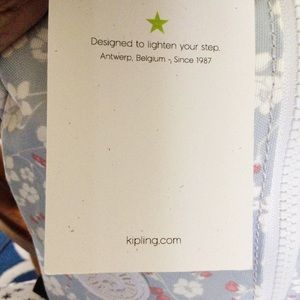 Designed to lighten your step.
Antwerp, Belgium -, Since 1987
kipling.com